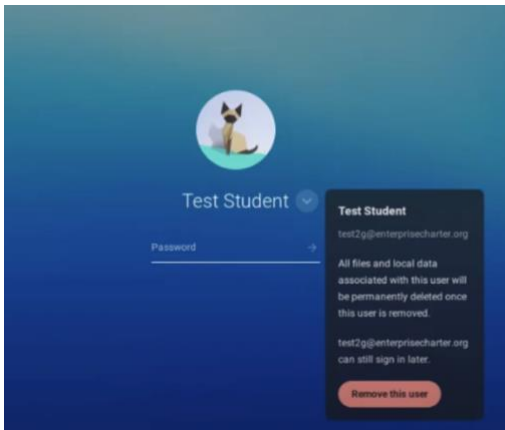 Test Student
Password
Test Student
test2g@enterprisecharter.org
All files and local data
associated with this user will
be permanently deleted once
this user is removed.
test2g@enterprisecharter.org
can still sign in later.
Remove this user